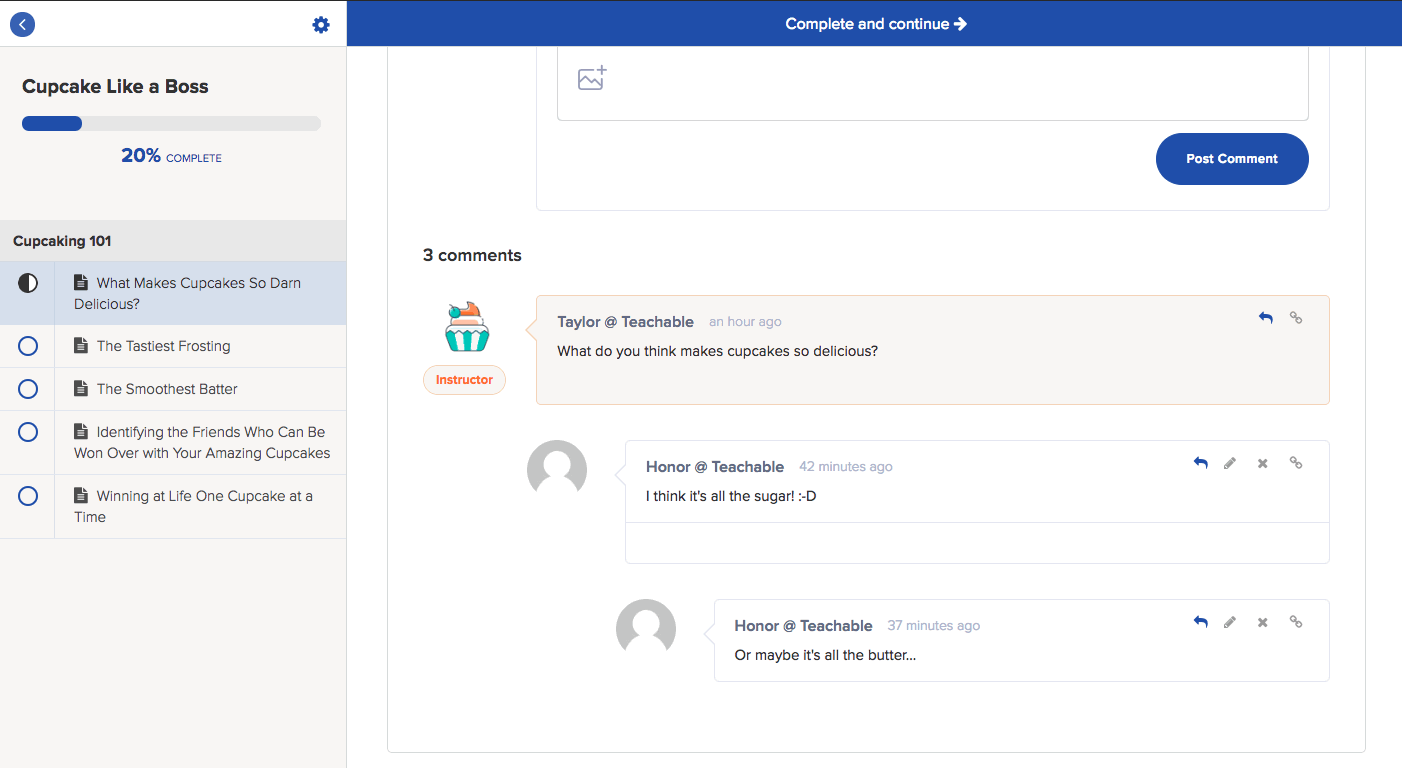 Complete and continue
Cupcake Like a Boss
20% COMPLETE
Cupcaking 101
What Makes Cupcakes So Darn
Delicious?
The Tastiest Frosting
The Smoothest Batter
Identifying the Friends Who Can Be
Won Over with Your Amazing Cupcakes
Winning at Life One Cupcake at a
Time
Post Comment
3 comments
Instructor
Taylor @ Teachable an hour ago
What do you think makes cupcakes so delicious?
Honor @ Teachable 42 minutes ago
I think it's all the sugar! :-D
Honor @ Teachable 37 minutes ago
Or maybe it's all the butter...